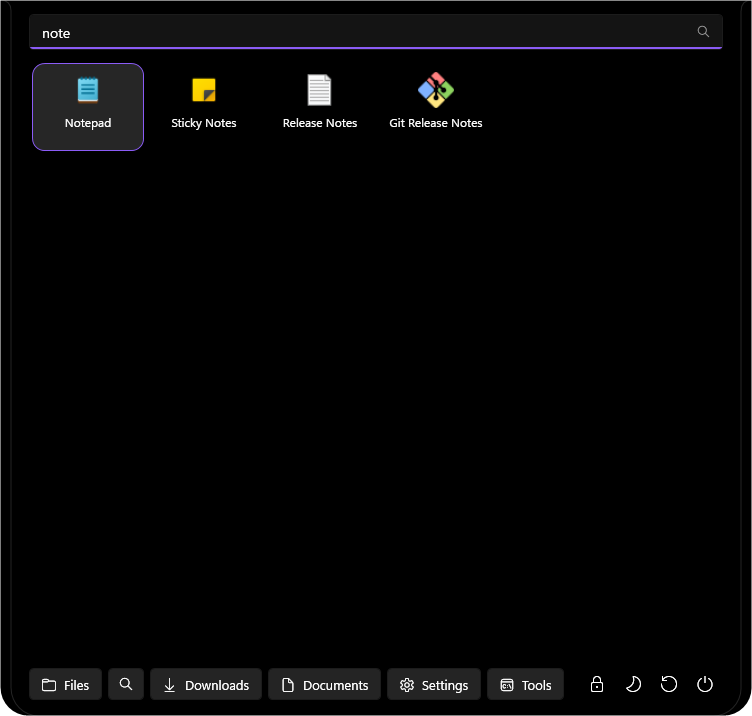 note
Notepad
Sticky Notes
Release Notes
Git Release Notes
Files
Downloads
Documents
Settings
Tools